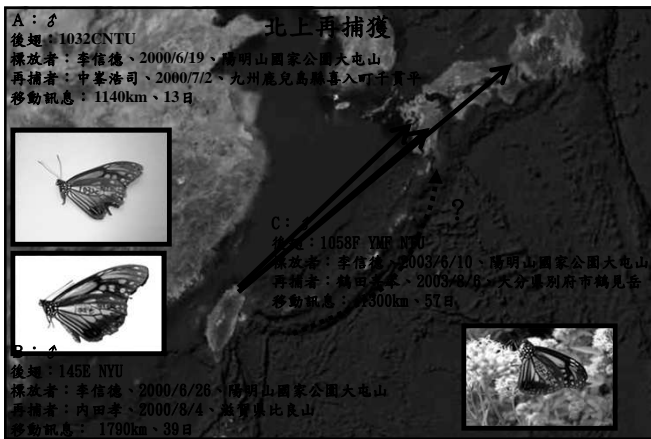 北上再捕獲
A：♂
後翅：1032CNTU
標放者：李信德、2000/6/19、陽明山國家公園大屯山
再捕者：中峯浩司、2000/7/2、九州鹿兒島縣喜入町千貫平
移動訊息：1140km、13日
?
C：
後翅：1058F YMF NTU
標放者：李信德、2003/6/10、陽明山國家公園大屯山
再捕者：鶴田、2003/8/6、大分県別府市鶴見岳
移動訊息：1300km、57日
B：♂
後翅：145E NYU
標放者：李信德、2000/6/26、陽明山國家公園大屯山
再捕者：內田孝、2000/8/4、滋賀県比良山
移動訊息： 1790km、39日